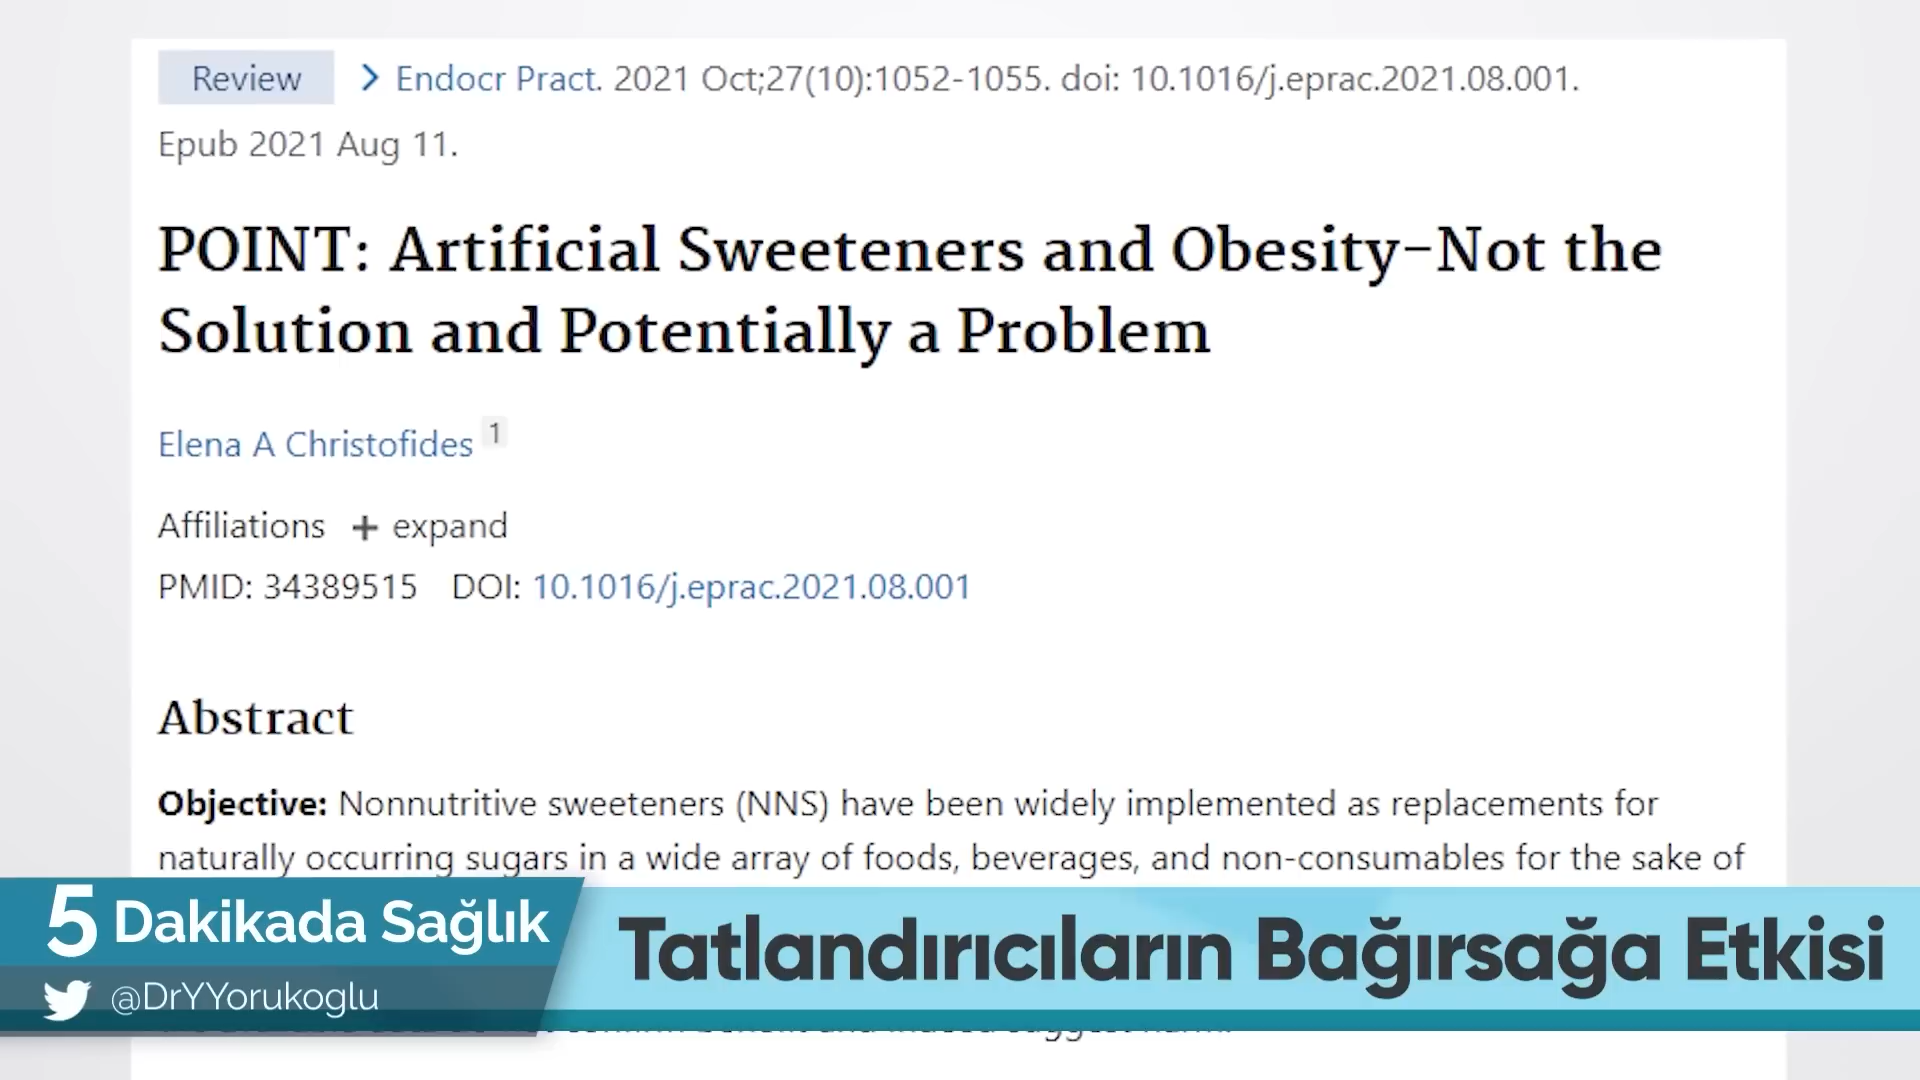 Review > Endocr Pract. 2021 Oct;27(10):1052-1055. doi: 10.1016/j.eprac.2021.08.001.
Epub 2021 Aug 11.
POINT: Artificial Sweeteners and Obesity-Not the
Solution and Potentially a Problem
Elena A Christofides 1
Affiliations + expand
PMID: 34389515 DOI: 10.1016/j.eprac.2021.08.001
Abstract
Objective: Nonnutritive sweeteners (NNS) have been widely implemented as replacements for
naturally occurring sugars in a wide array of foods, beverages, and non-consumables for the sake of
5 Dakikada Sağlık
Tatlandırıcıların Bağırsağa Etkisi
@DrYYorukoglu